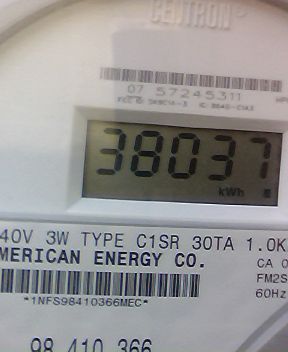 CENTRON®
07 57245311
38037
kWh
40V 3W TYPE C1SR 30TA 1.0K
MERICAN ENERGY CO.
CA 0
FM2S
*1NFS98410366MEC*
60Hz
98 410 366